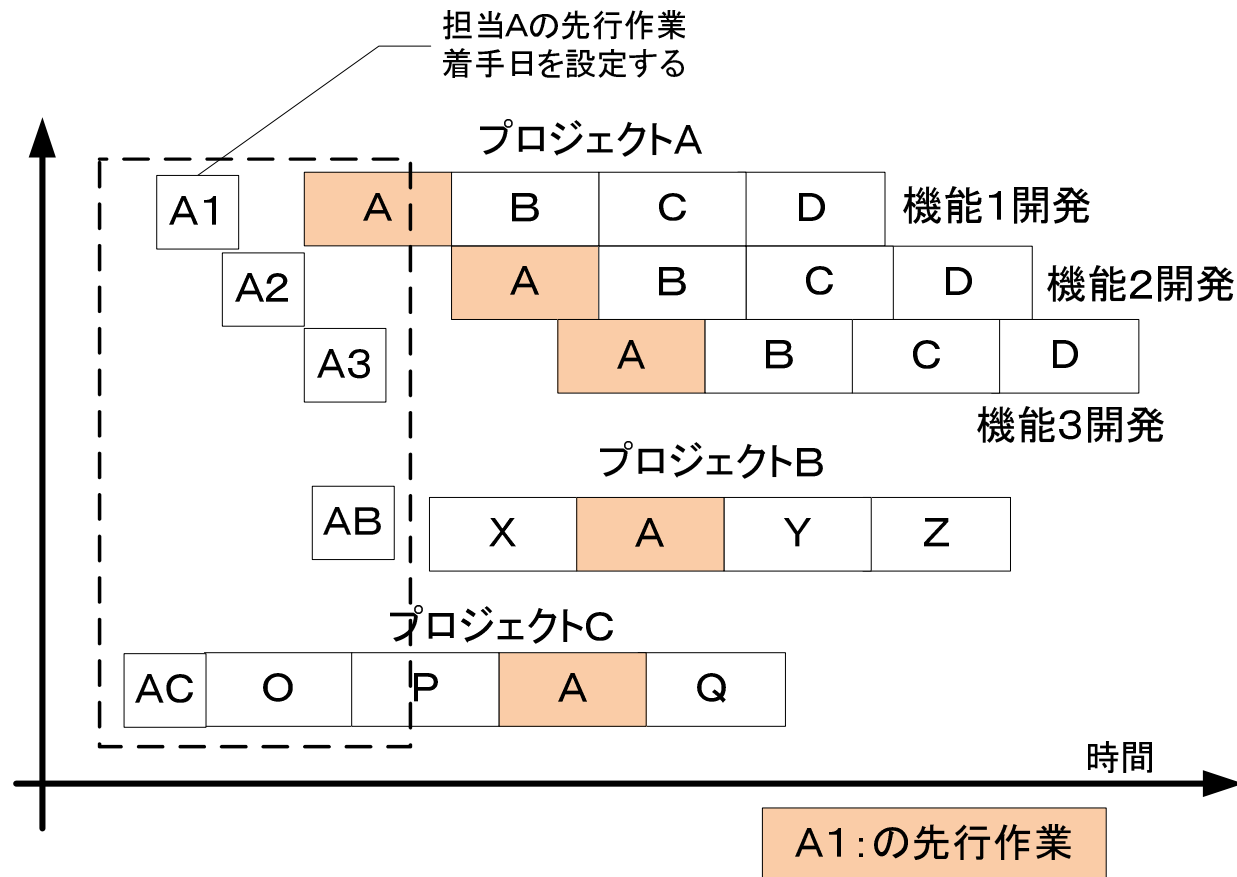 担当Aの先行作業
着手日を設定する
プロジェクトA
A1
A
B
C
D
機能1開発
A2
A
B
C
D
機能2開発
A3
A
B
C
D
機能3開発
プロジェクトB
AB
X
A
Y
Z
プロジェクトC
AC
O
P
A
Q
時間
A1:の先行作業